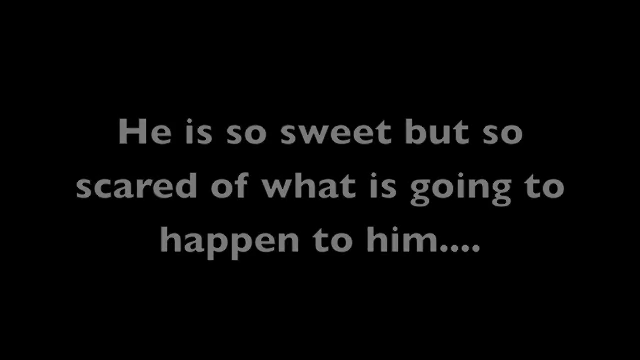 He is so sweet but so
scared of what is going to
happen to him....